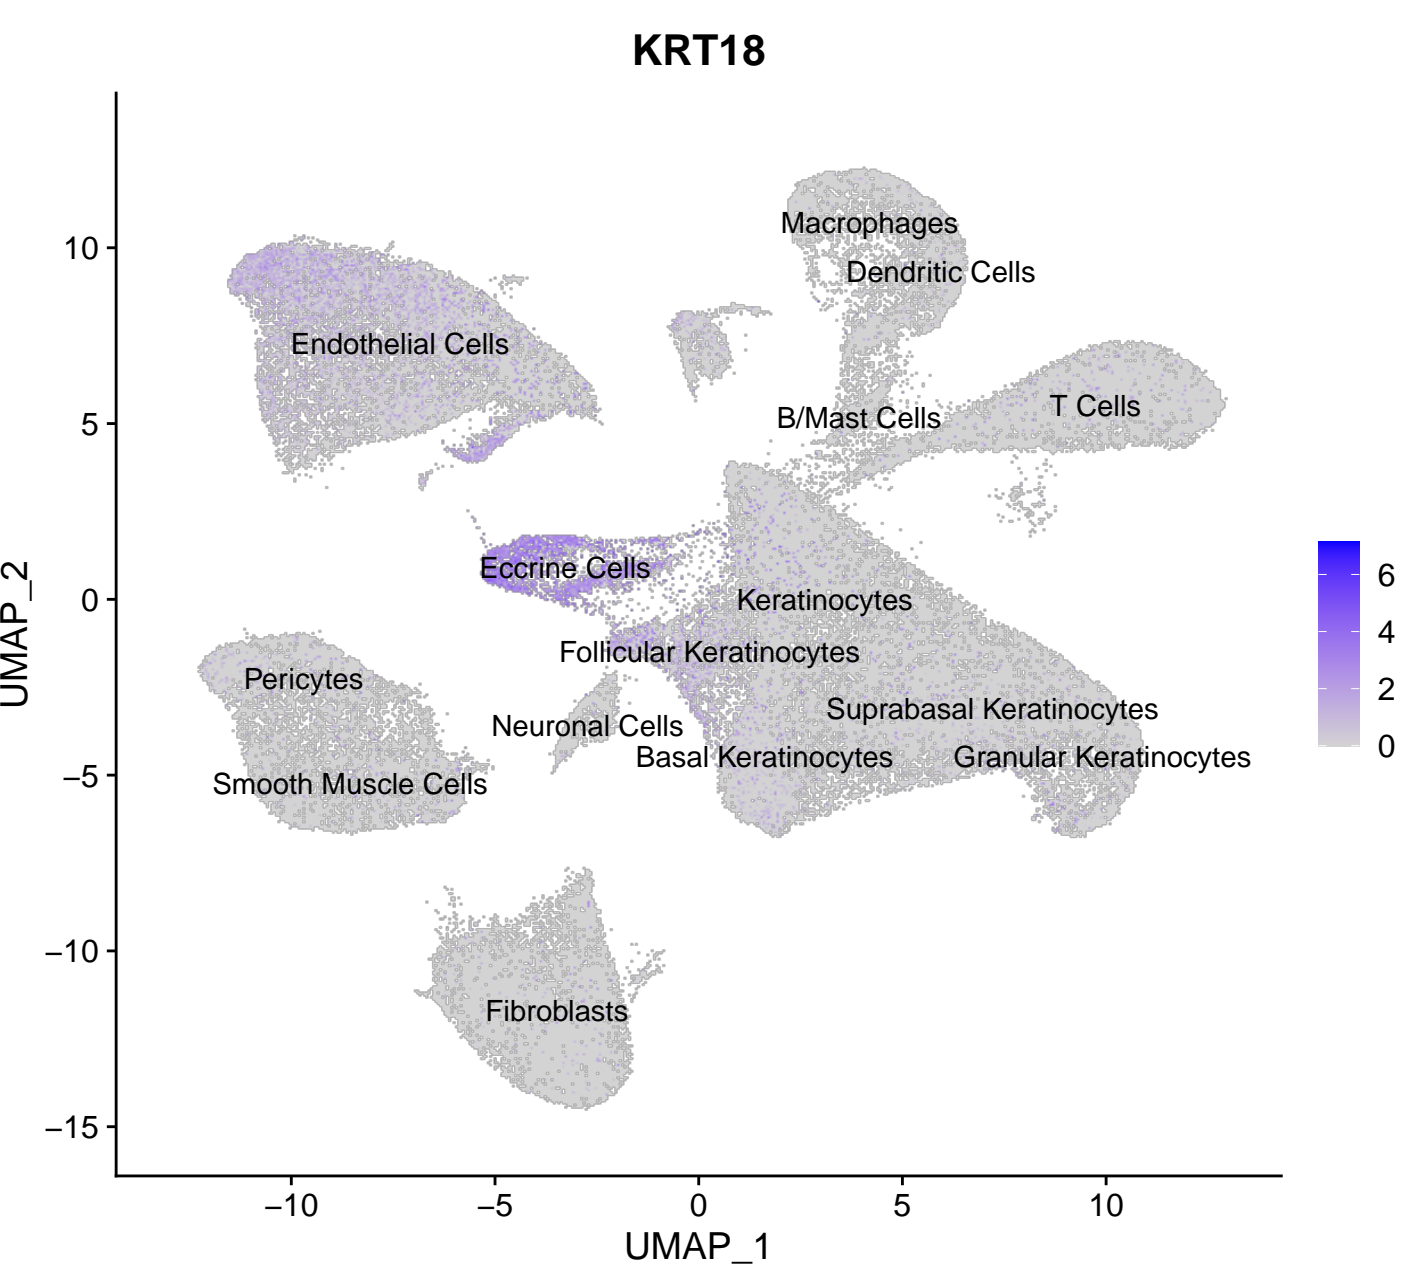 KRT18
Macrophages
Dendritic Cells
Endothelial Cells
B/Mast Cells
T Cells
Eccrine Cells
Keratinocytes
Follicular Keratinocytes
Pericytes
Neuronal Cells
Suprabasal Keratinocytes
Basal Keratinocytes
Granular Keratinocytes
Smooth Muscle Cells
Fibroblasts
10
5
0
−5
−10
−15
UMAP_2
−10
−5
0
5
10
UMAP_1
6
4
2
0